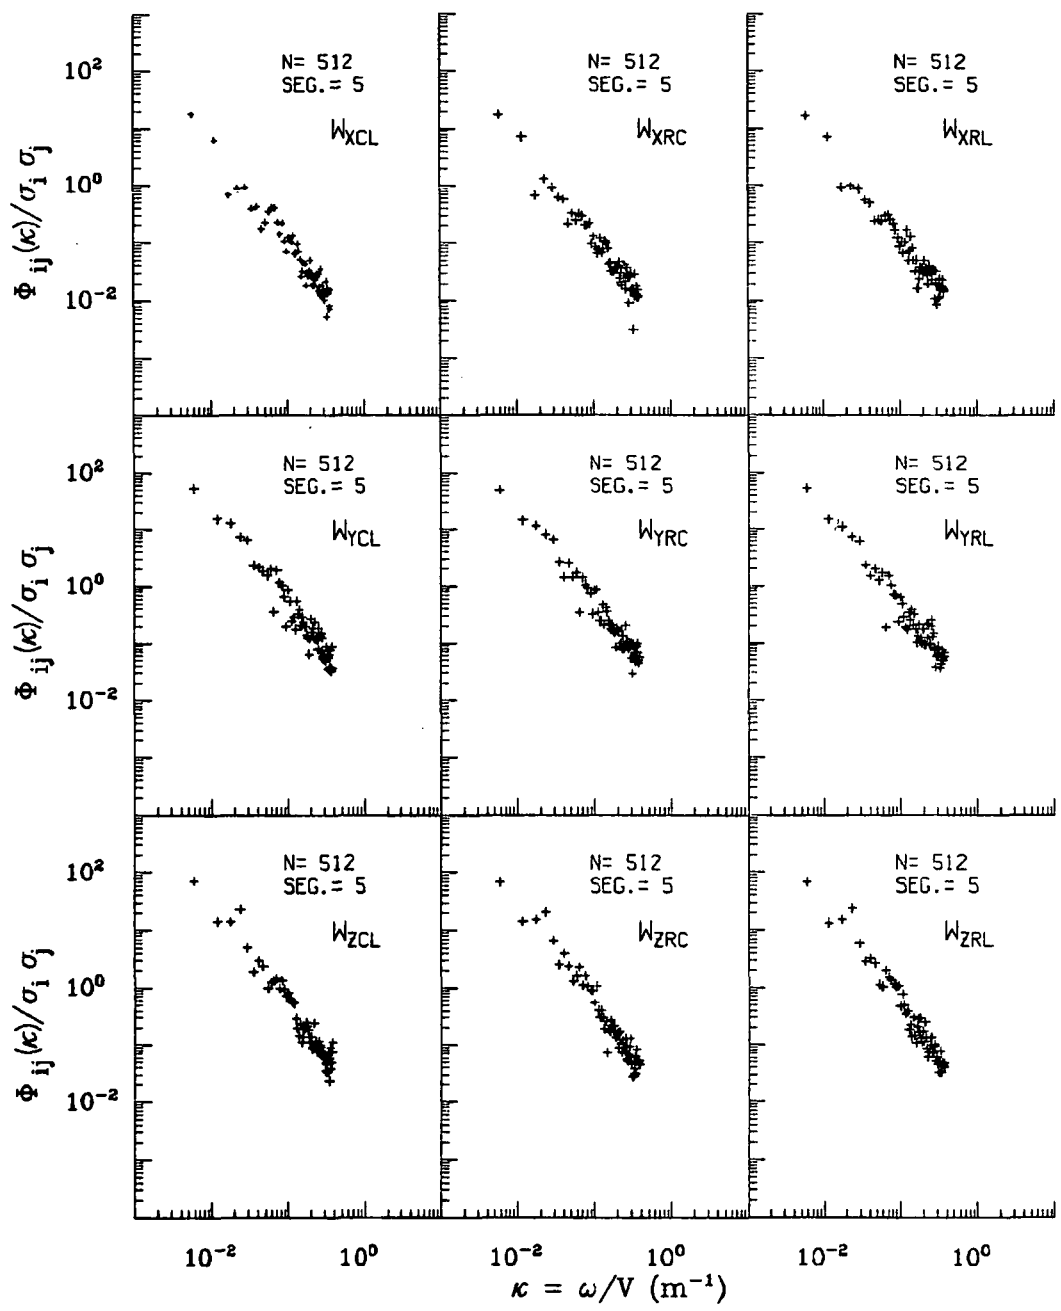 N= 512 N= 512 N= 512
SEG.= 5 SEG.= 5 SEG.= 5
W_XCL W_XRC W_XRL
10²
10⁰
10⁻²
Φ_ij(κ)/σ_i σ_j
N= 512 N= 512 N= 512
SEG.= 5 SEG.= 5 SEG.= 5
W_YCL W_YRC W_YRL
10²
10⁰
10⁻²
Φ_ij(κ)/σ_i σ_j
N= 512 N= 512 N= 512
SEG.= 5 SEG.= 5 SEG.= 5
W_ZCL W_ZRC W_ZRL
10²
10⁰
10⁻²
Φ_ij(κ)/σ_i σ_j
10⁻² 10⁰ 10⁻² 10⁰ 10⁻² 10⁰
κ = ω/V (m⁻¹)